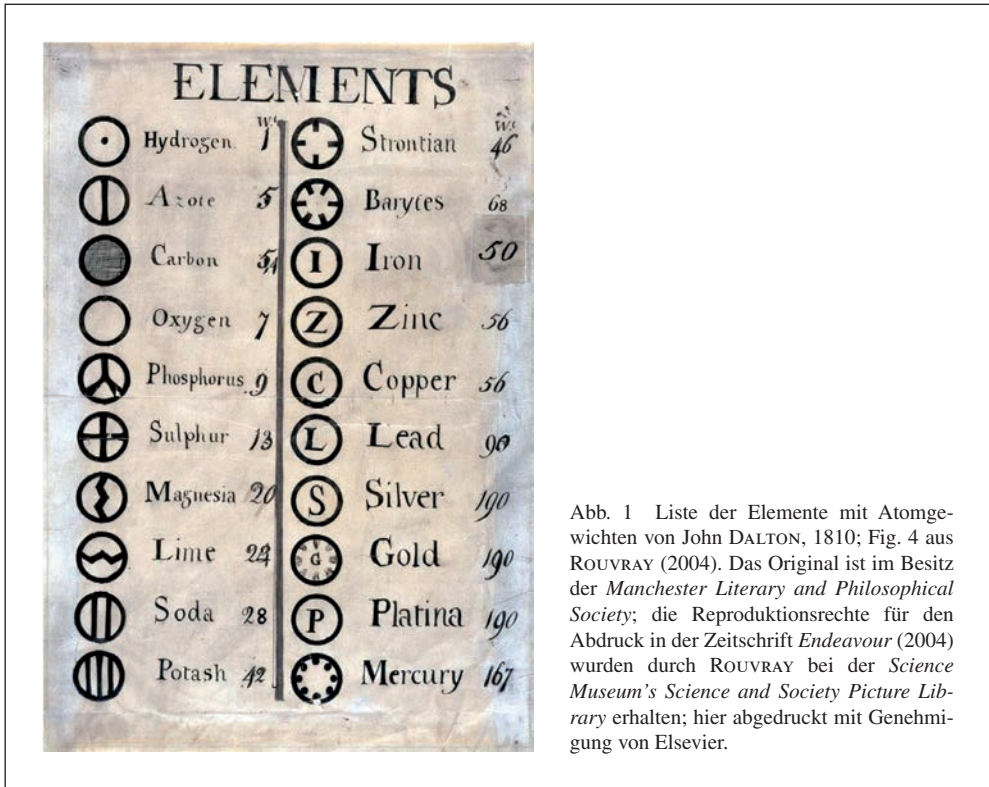 ELEMENTS
Wt
Hydrogen. 1
Azote 5
Carbon 5,4
Oxygen 7
Phosphorus 9
Sulphur 13
Magnesia 20
Lime 24
Soda 28
Potash 42
Wt
Strontian 46
Barytes 68
I Iron 50
Z Zinc 56
C Copper 56
L Lead 90
S Silver 190
G Gold 190
P Platina 190
Mercury 167
Abb. 1 Liste der Elemente mit Atomge-
wichten von John DALTON, 1810; Fig. 4 aus
ROUVRAY (2004). Das Original ist im Besitz
der Manchester Literary and Philosophical
Society; die Reproduktionsrechte für den
Abdruck in der Zeitschrift Endeavour (2004)
wurden durch ROUVRAY bei der Science
Museum's Science and Society Picture Lib-
rary erhalten; hier abgedruckt mit Genehmi-
gung von Elsevier.